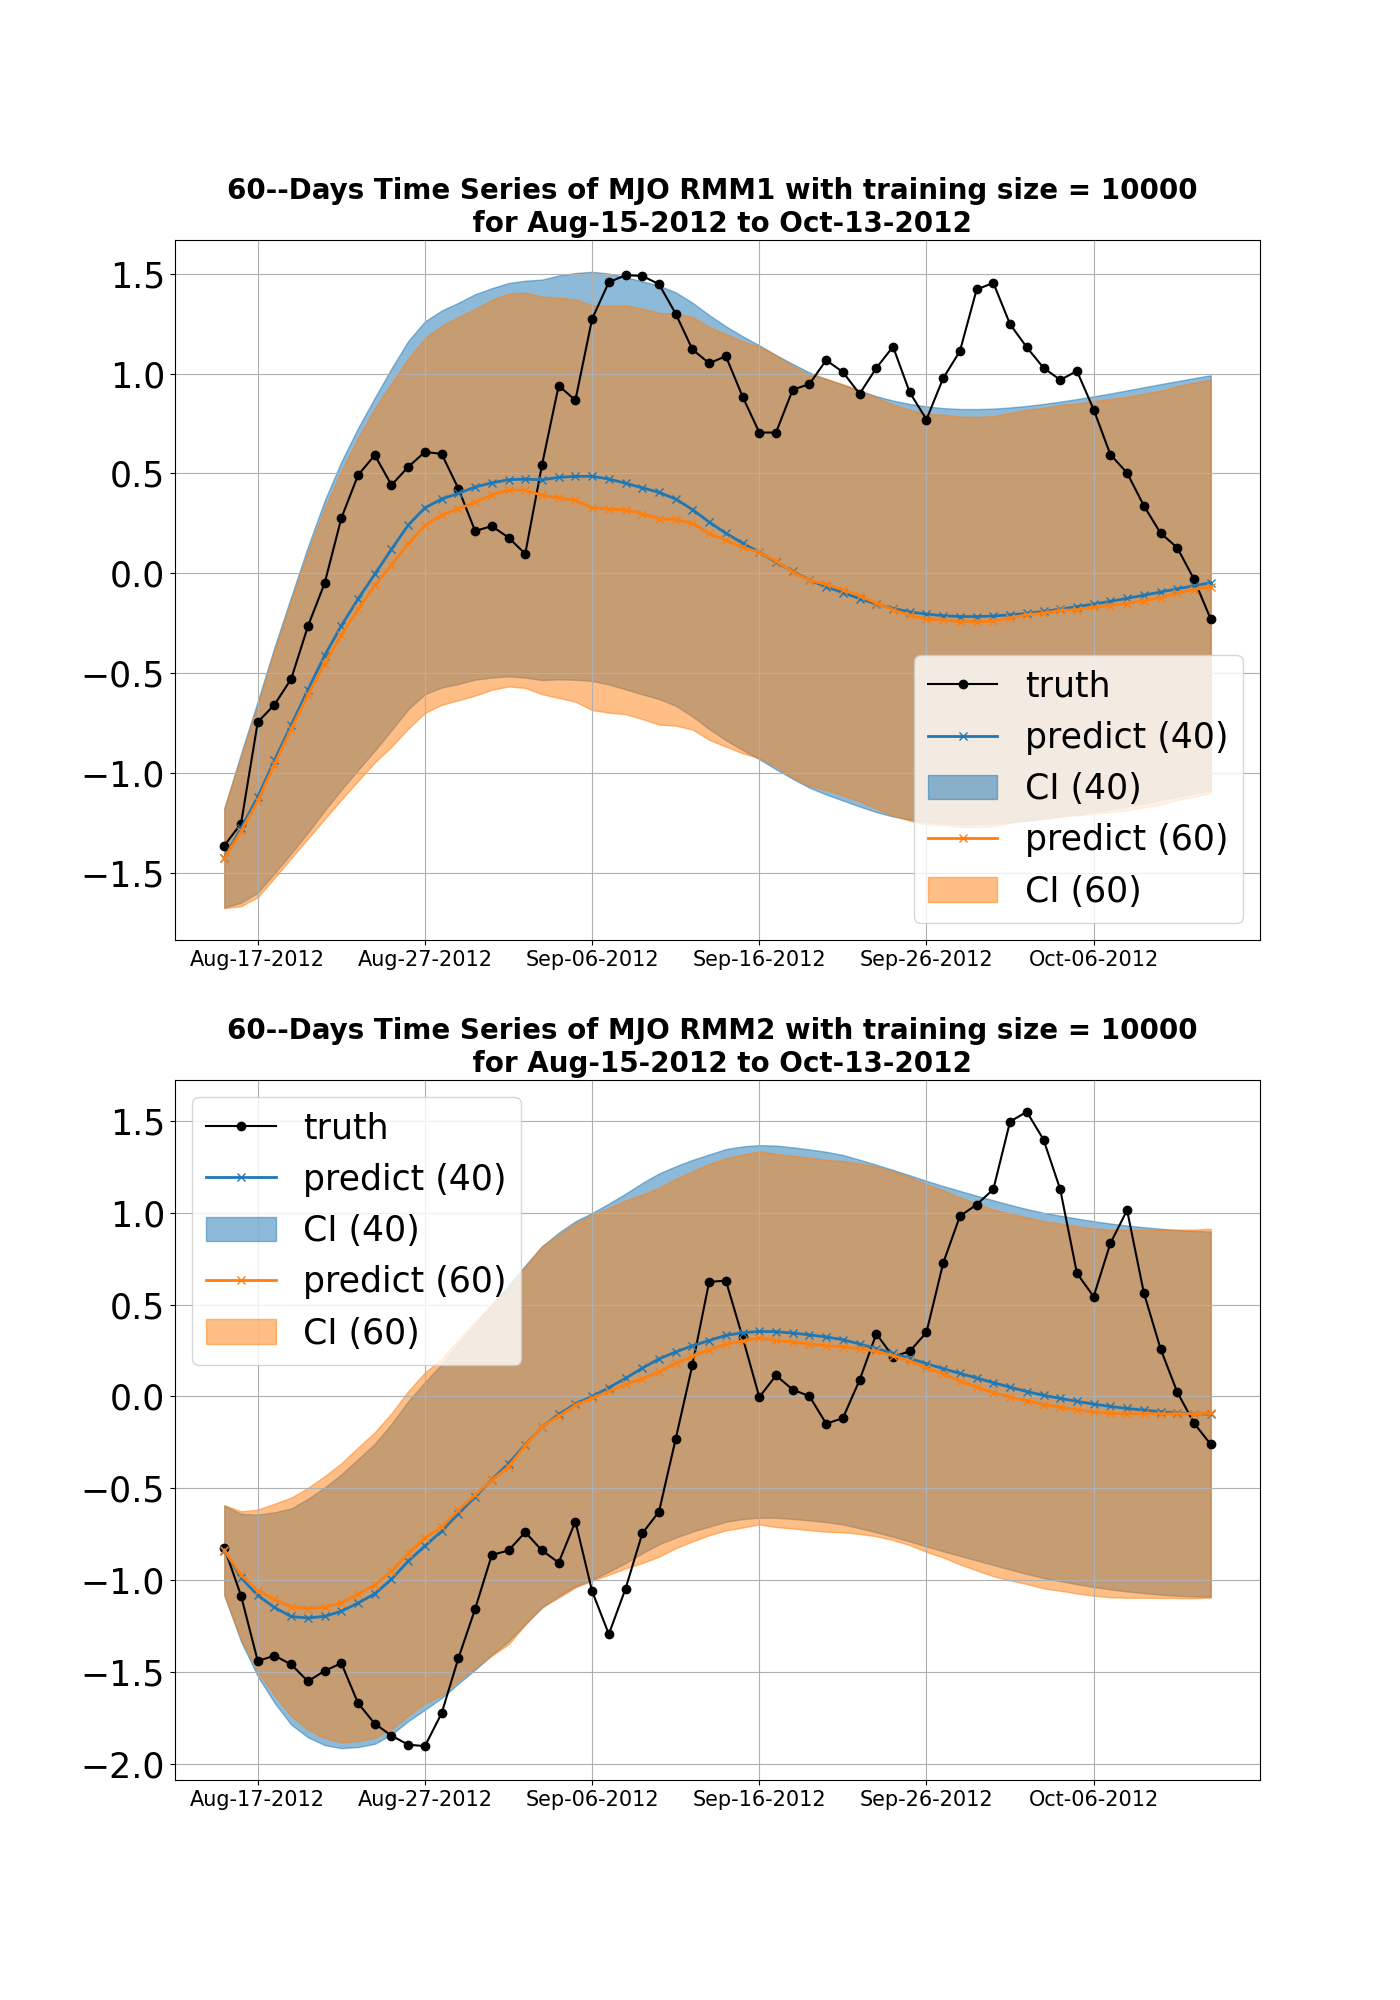 60--Days Time Series of MJO RMM1 with training size = 10000
for Aug-15-2012 to Oct-13-2012
1.5
1.0
0.5
0.0
−0.5
−1.0
−1.5
truth
predict (40)
CI (40)
predict (60)
CI (60)
Aug-17-2012 Aug-27-2012 Sep-06-2012 Sep-16-2012 Sep-26-2012 Oct-06-2012
60--Days Time Series of MJO RMM2 with training size = 10000
for Aug-15-2012 to Oct-13-2012
1.5
1.0
0.5
0.0
−0.5
−1.0
−1.5
−2.0
truth
predict (40)
CI (40)
predict (60)
CI (60)
Aug-17-2012 Aug-27-2012 Sep-06-2012 Sep-16-2012 Sep-26-2012 Oct-06-2012